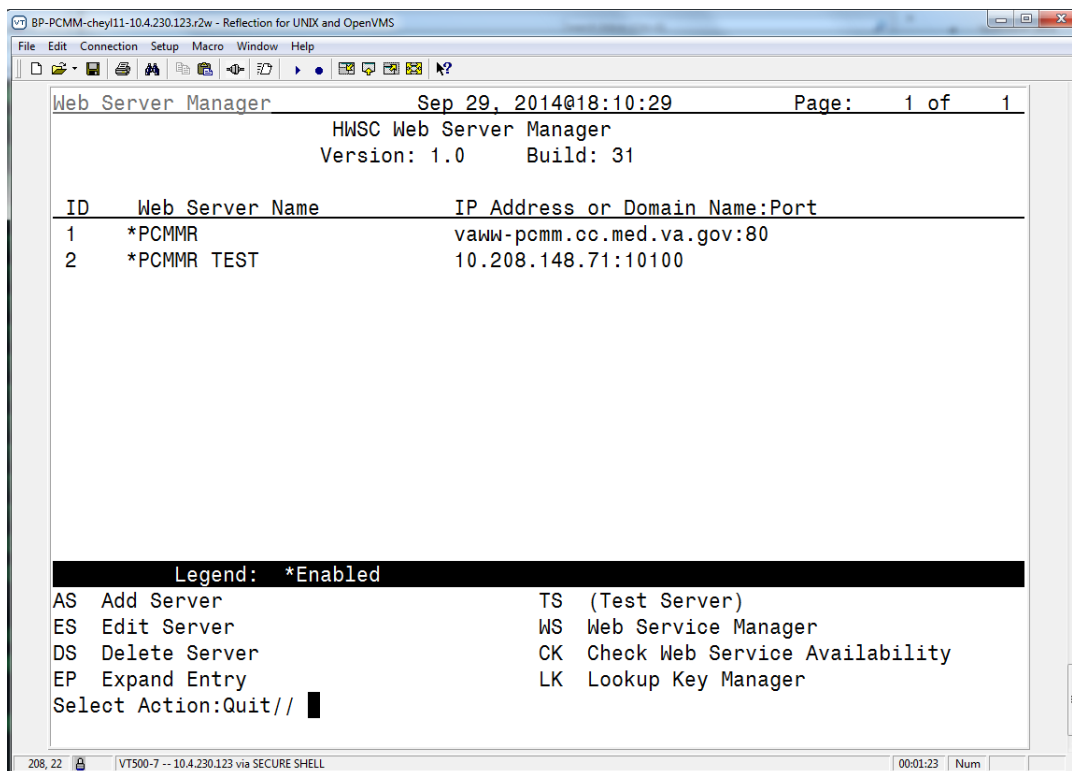 BP-PCMM-cheyl11-10.4.230.123.r2w - Reflection for UNIX and OpenVMS
File Edit Connection Setup Macro Window Help
Web Server Manager Sep 29, 2014@18:10:29 Page: 1 of 1
HWSC Web Server Manager
Version: 1.0 Build: 31
ID Web Server Name IP Address or Domain Name:Port
1 *PCMMR vaww-pcmm.cc.med.va.gov:80
2 *PCMMR TEST 10.208.148.71:10100
Legend: *Enabled
AS Add Server TS (Test Server)
ES Edit Server WS Web Service Manager
DS Delete Server CK Check Web Service Availability
EP Expand Entry LK Lookup Key Manager
Select Action:Quit//
208, 22 VT500-7 -- 10.4.230.123 via SECURE SHELL 00:01:23 Num